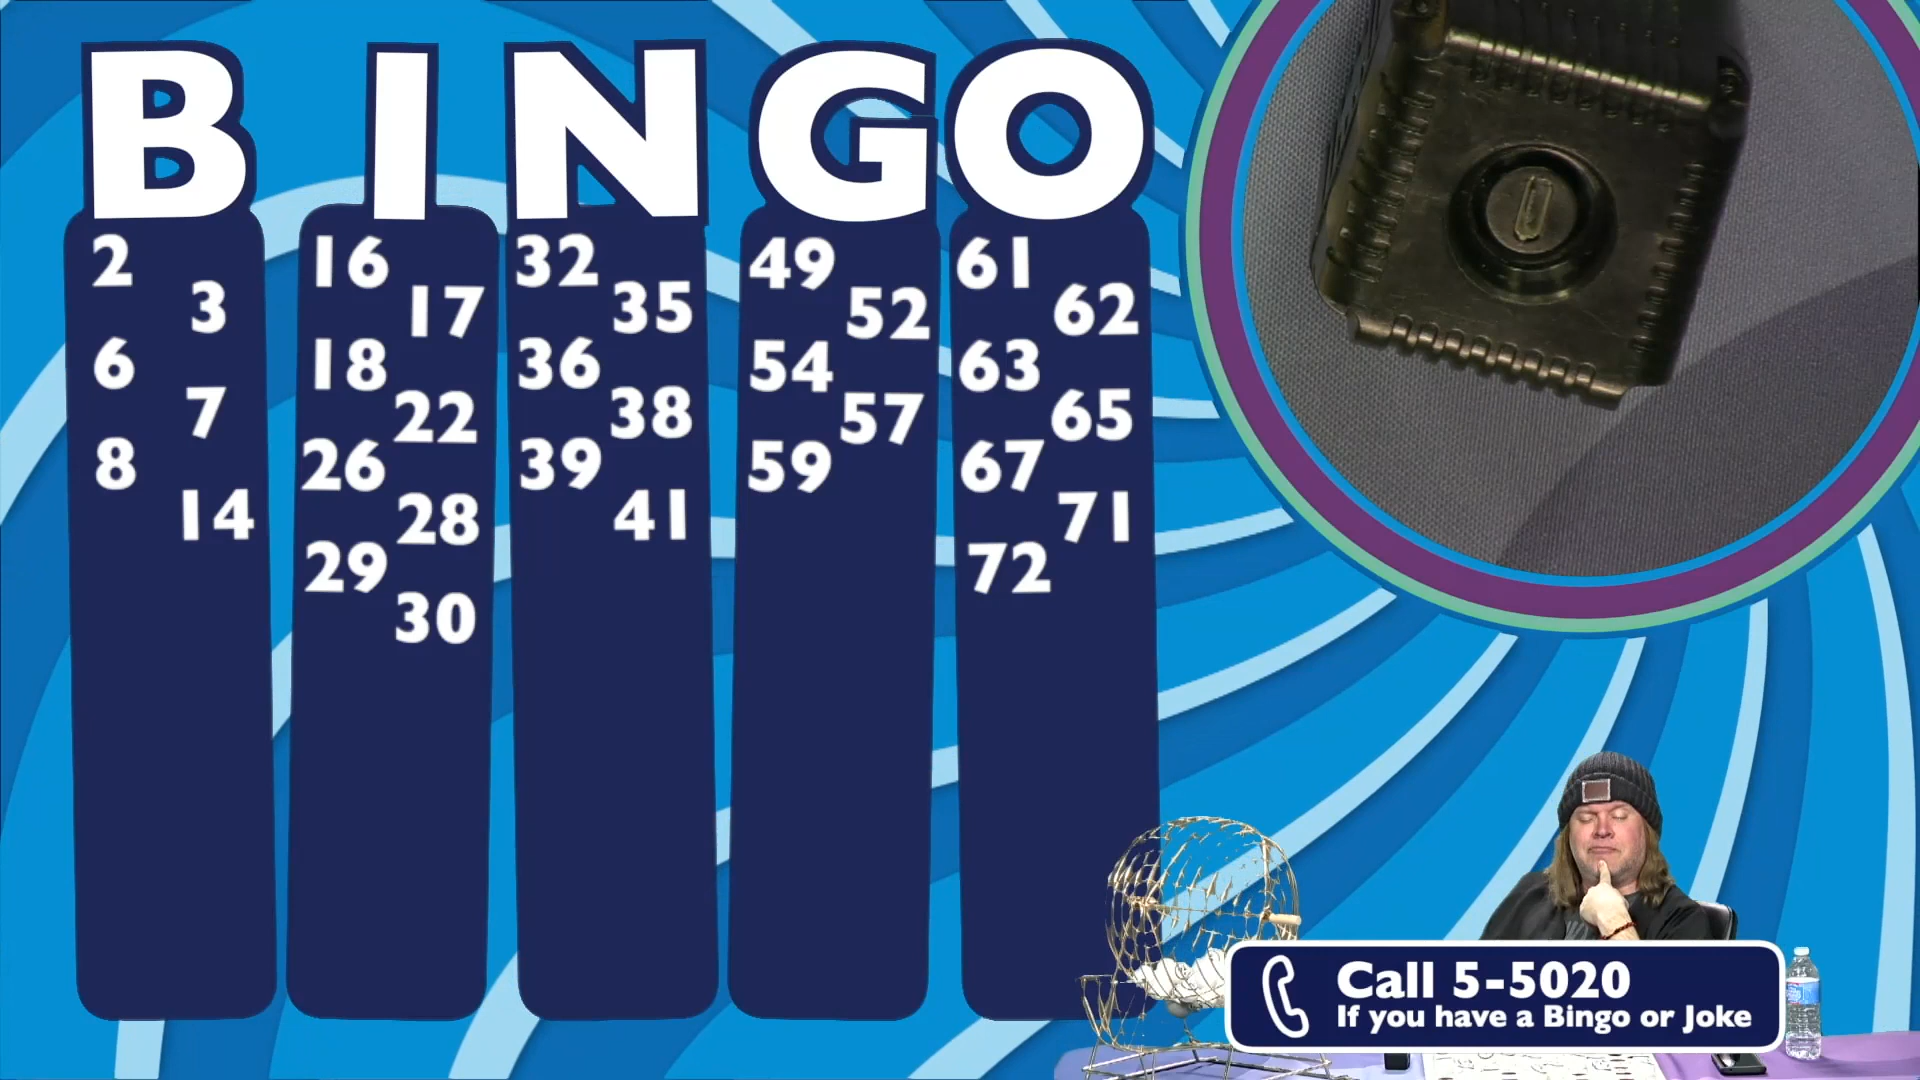 BINGO
2 16 32 49 61
3 17 35 52 62
6 18 36 54 63
7 22 38 57 65
8 26 39 59 67
14 28 41 71
29 72
30
Call 5-5020
If you have a Bingo or Joke